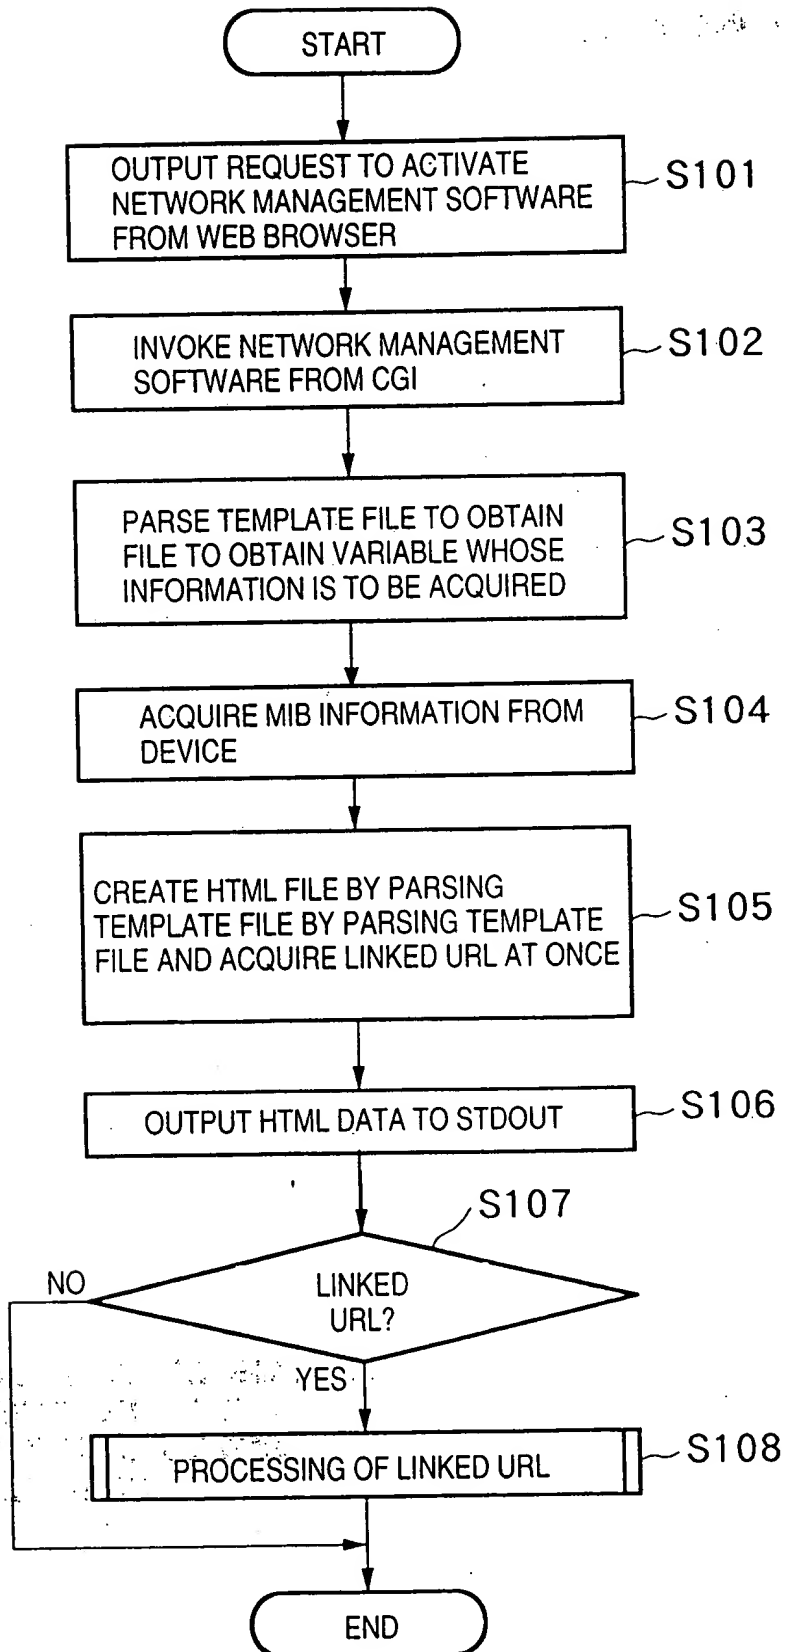 START
OUTPUT REQUEST TO ACTIVATE
NETWORK MANAGEMENT SOFTWARE
FROM WEB BROWSER
S101
INVOKE NETWORK MANAGEMENT
SOFTWARE FROM CGI
S102
PARSE TEMPLATE FILE TO OBTAIN
FILE TO OBTAIN VARIABLE WHOSE
INFORMATION IS TO BE ACQUIRED
S103
ACQUIRE MIB INFORMATION FROM
DEVICE
S104
CREATE HTML FILE BY PARSING
TEMPLATE FILE BY PARSING TEMPLATE
FILE AND ACQUIRE LINKED URL AT ONCE
S105
OUTPUT HTML DATA TO STDOUT
S106
S107
NO
LINKED
URL?
YES
PROCESSING OF LINKED URL
S108
END